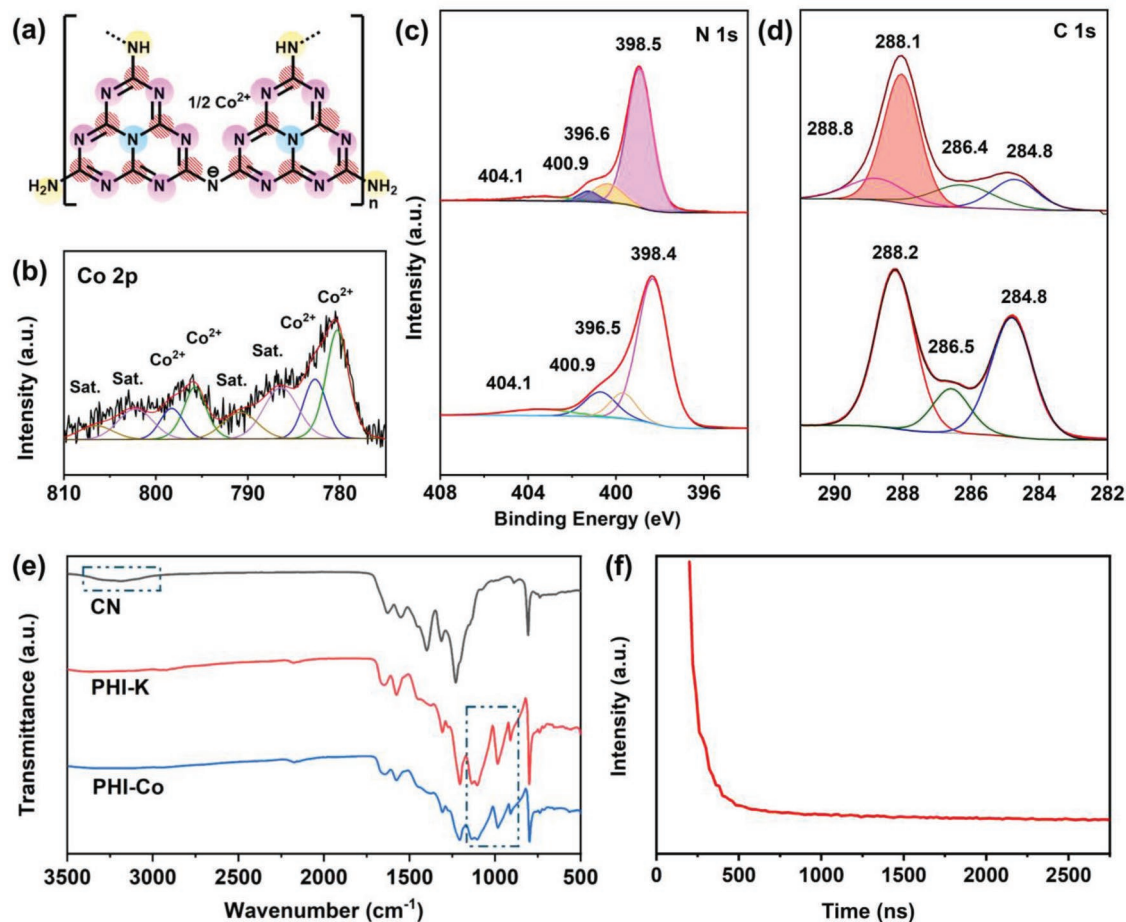 (a)
NH
HN
N N N N
1/2 Co²⁺
N N N N N N
N N N N
H₂N N NH₂
⊖
n
(b)
Co 2p
Co²⁺
Co²⁺
Co²⁺
Co²⁺
Sat.
Sat.
Sat.
Sat.
Intensity (a.u.)
810 800 790 780
(c)
N 1s
398.5
396.6
400.9
404.1
398.4
396.5
400.9
404.1
Intensity (a.u.)
408 404 400 396
(d)
C 1s
288.1
288.8
286.4
284.8
288.2
284.8
286.5
290 288 286 284 282
Binding Energy (eV)
(e)
CN
PHI-K
PHI-Co
Transmittance (a.u.)
3500 3000 2500 2000 1500 1000 500
Wavenumber (cm⁻¹)
(f)
Intensity (a.u.)
0 500 1000 1500 2000 2500
Time (ns)